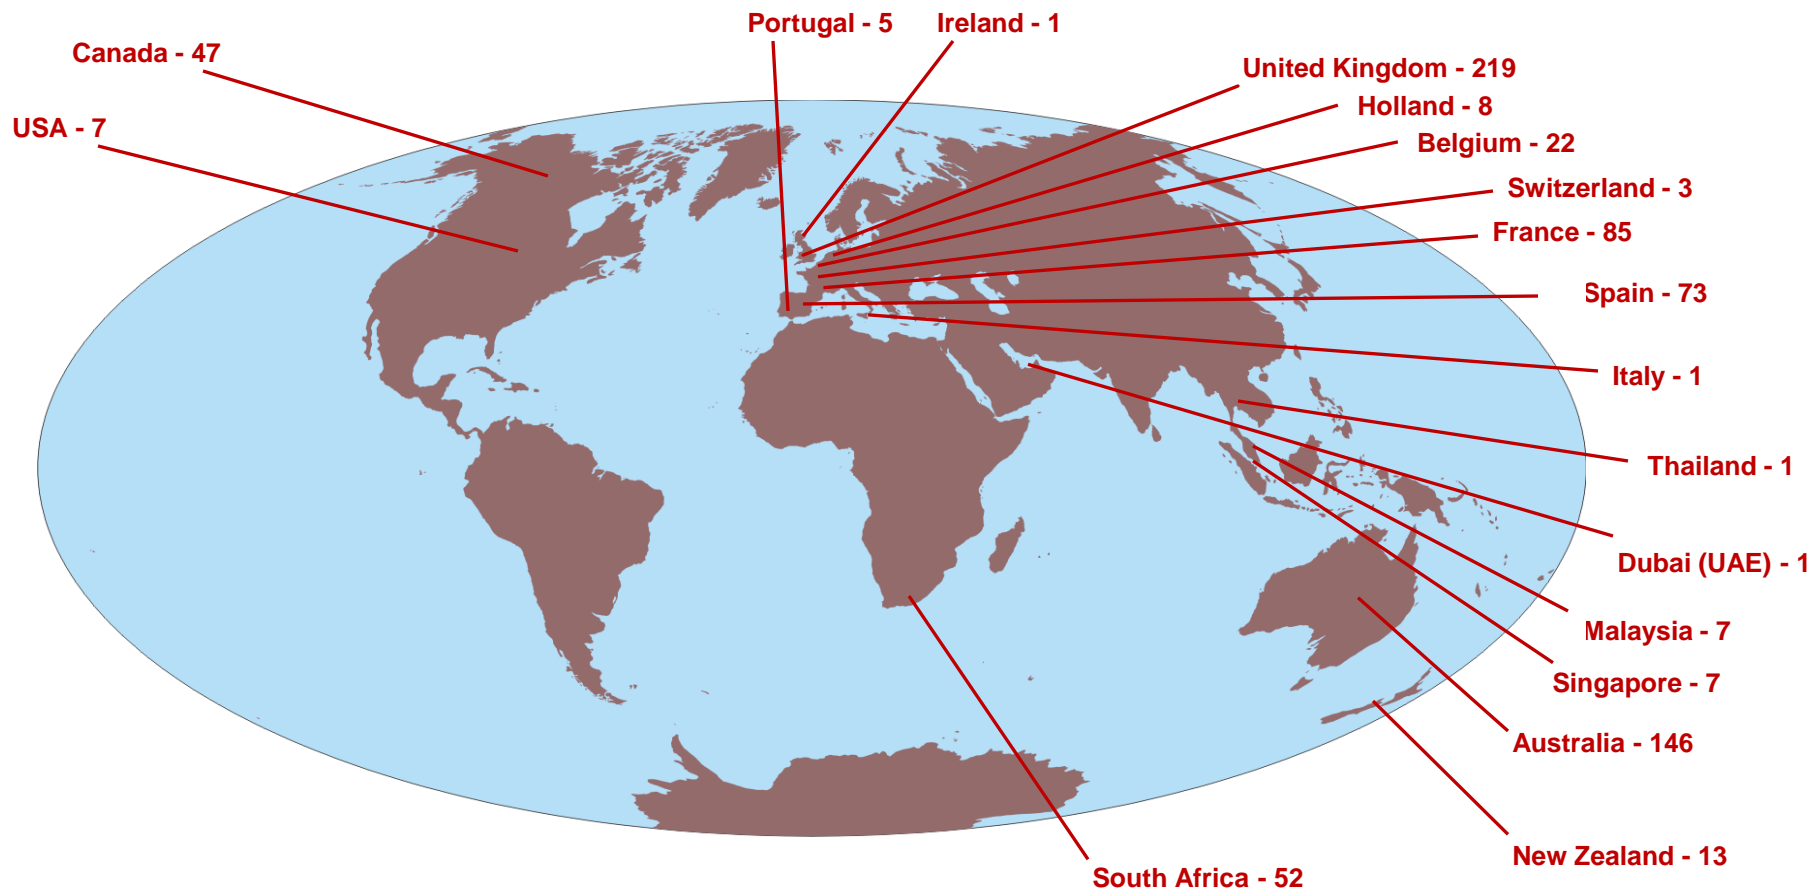 Portugal - 5
Ireland - 1
Canada - 47
United Kingdom - 219
Holland - 8
USA - 7
Belgium - 22
Switzerland - 3
France - 85
Spain - 73
Italy - 1
Thailand - 1
Dubai (UAE) - 1
Malaysia - 7
Singapore - 7
Australia - 146
New Zealand - 13
South Africa - 52